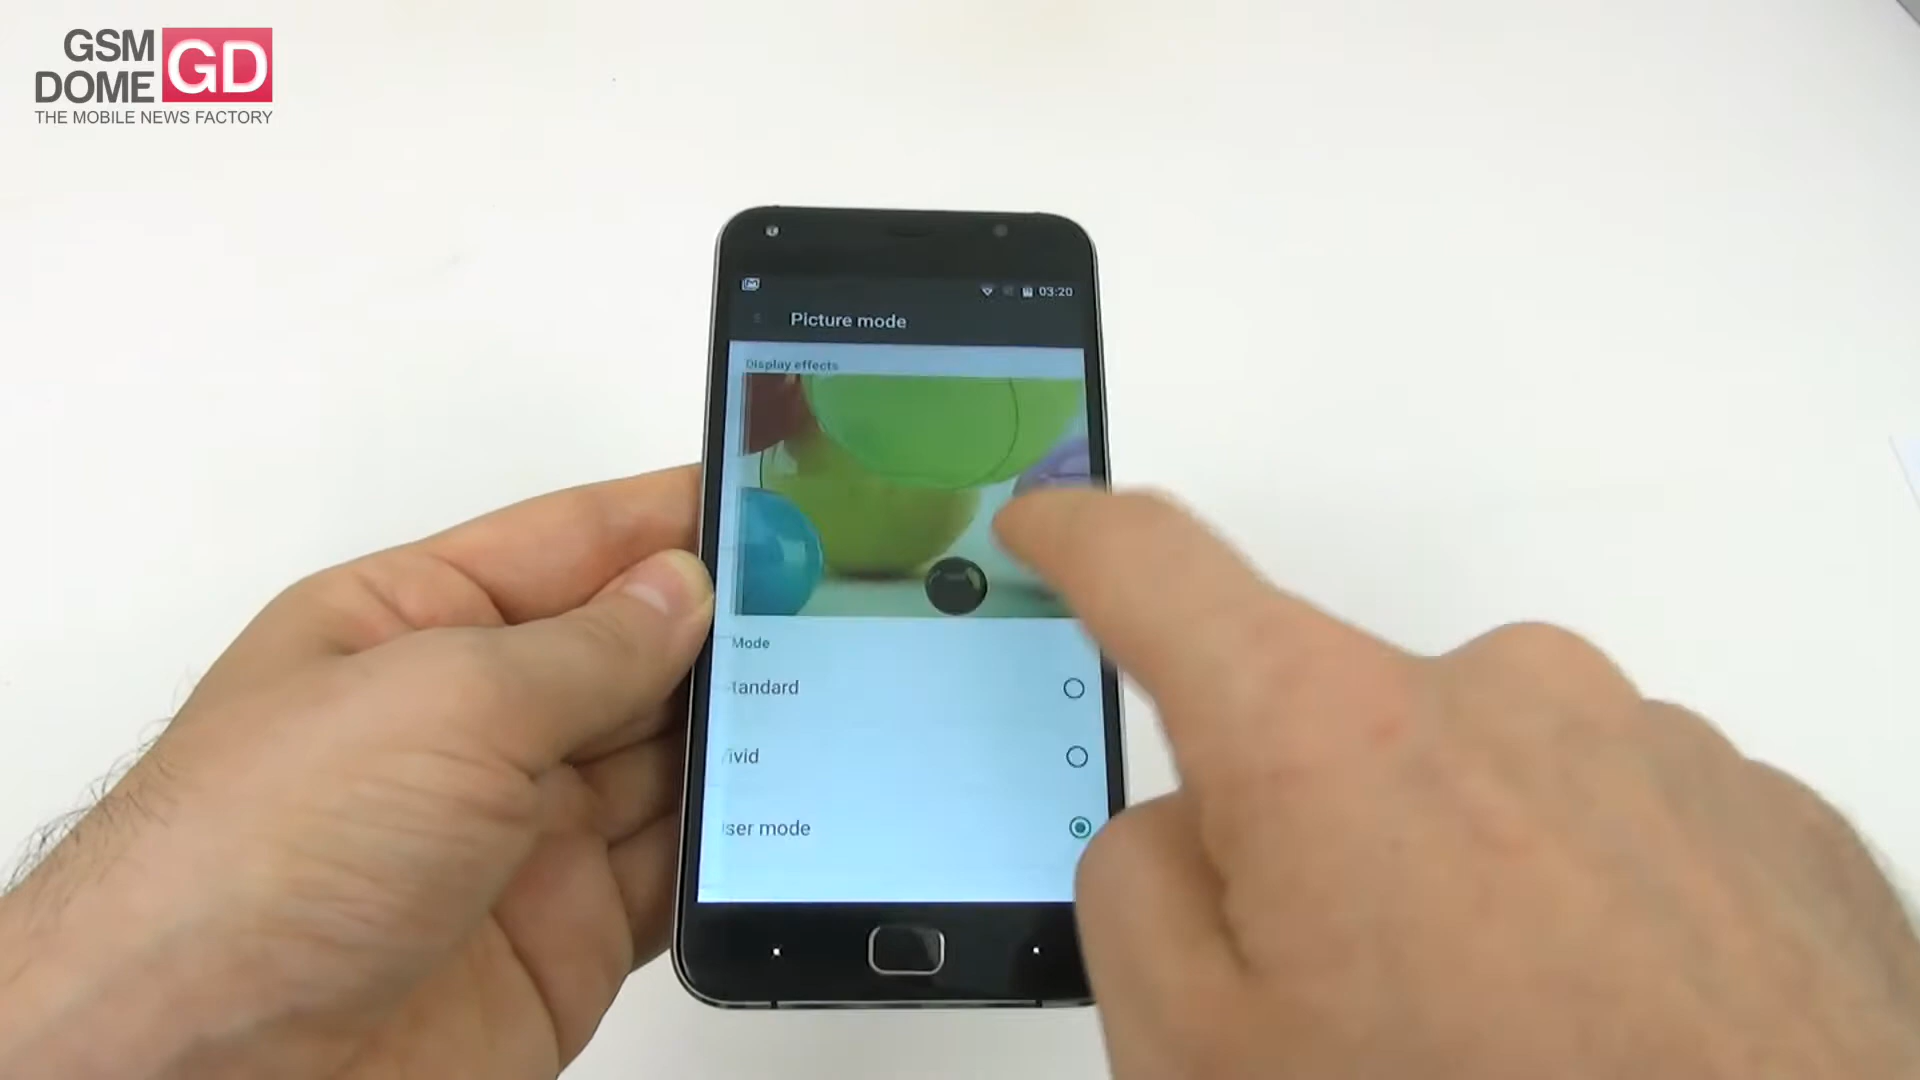 GSM
DOME
GD
THE MOBILE NEWS FACTORY
03:20
Picture mode
Display effects
Mode
tandard
ivid
ser mode